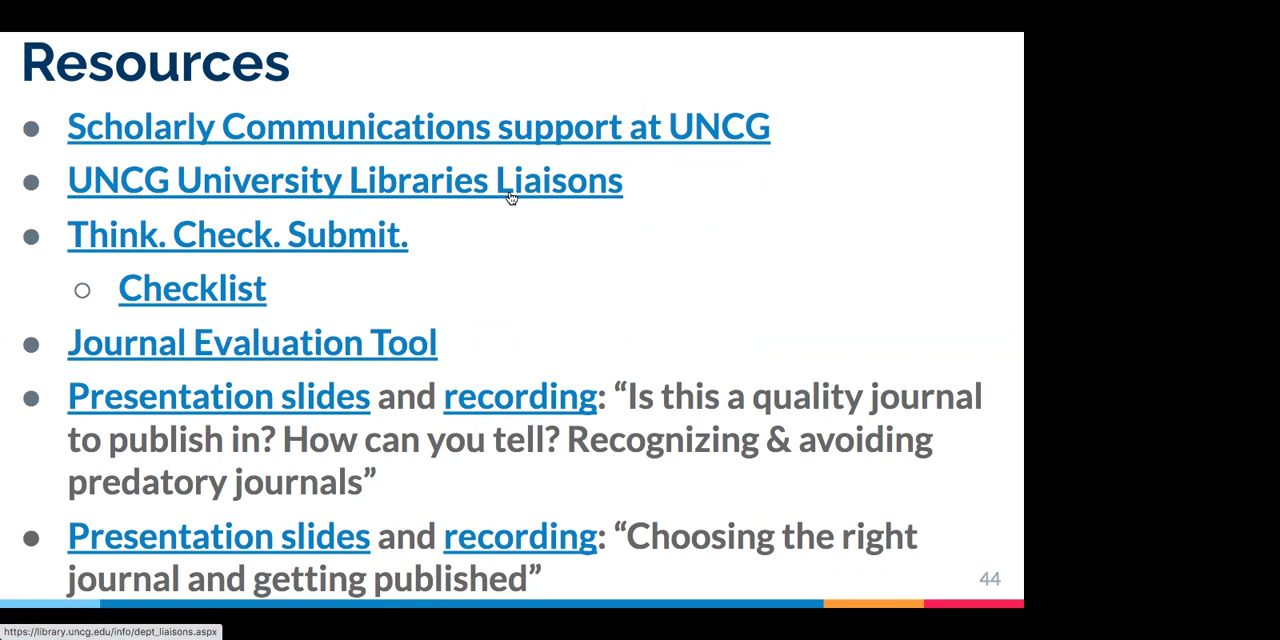 Resources
● Scholarly Communications support at UNCG
● UNCG University Libraries Liaisons
● Think. Check. Submit.
○ Checklist
● Journal Evaluation Tool
● Presentation slides and recording: “Is this a quality journal
to publish in? How can you tell? Recognizing & avoiding
predatory journals”
● Presentation slides and recording: “Choosing the right
journal and getting published”
44
https://library.uncg.edu/info/dept_liaisons.aspx